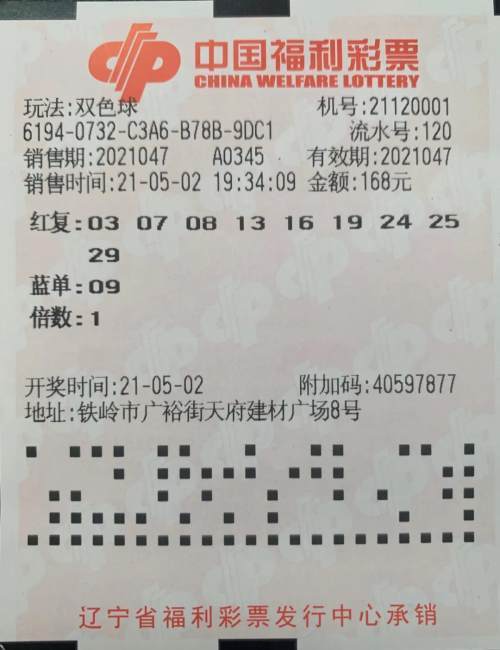 中国福利彩票
CHINA WELFARE LOTTERY
玩法:双色球 机号:21120001
6194-0732-C3A6-B78B-9DC1 流水号:120
销售期:2021047 A0345 有效期:2021047
销售时间:21-05-02 19:34:09 金额:168元
红复:03 07 08 13 16 19 24 25
29
蓝单:09
倍数:1
开奖时间:21-05-02 附加码:40597877
地址:铁岭市广裕街天府建材广场8号
辽宁省福利彩票发行中心承销